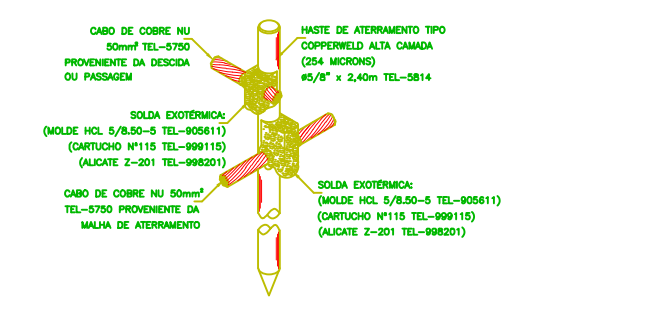 CABO DE COBRE NU
50mm² TEL-5750
PROVENIENTE DA DESCIDA
OU PASSAGEM
HASTE DE ATERRAMENTO TIPO
COPPERWELD ALTA CAMADA
(254 MICRONS)
ø5/8" x 2,40m TEL-5814
SOLDA EXOTÉRMICA:
(MOLDE HCL 5/8.50-5 TEL-905611)
(CARTUCHO N°115 TEL-999115)
(ALICATE Z-201 TEL-998201)
CABO DE COBRE NU 50mm²
TEL-5750 PROVENIENTE DA
MALHA DE ATERRAMENTO
SOLDA EXOTÉRMICA:
(MOLDE HCL 5/8.50-5 TEL-905611)
(CARTUCHO N°115 TEL-999115)
(ALICATE Z-201 TEL-998201)